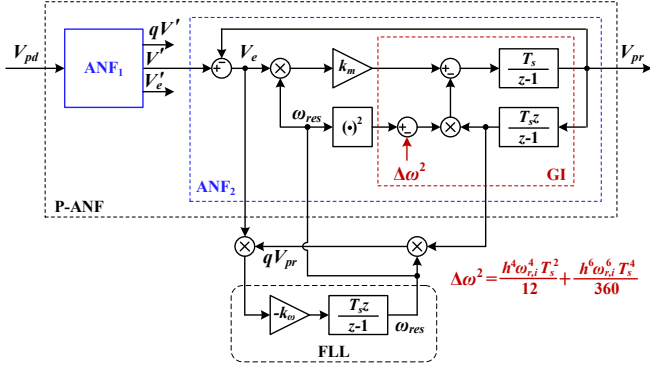 qV'
V_pd
ANF₁
V'
V'_e
V_e
k_m
T_s
z-1
V_pr
ω_res
(•)²
T_s z
z-1
Δω²
GI
ANF₂
P-ANF
qV_pr
Δω² = h⁴ω⁴_{r,i} T_s² / 12 + h⁶ω⁶_{r,i} T_s⁴ / 360
-k_ω
T_s z
z-1
ω_res
FLL